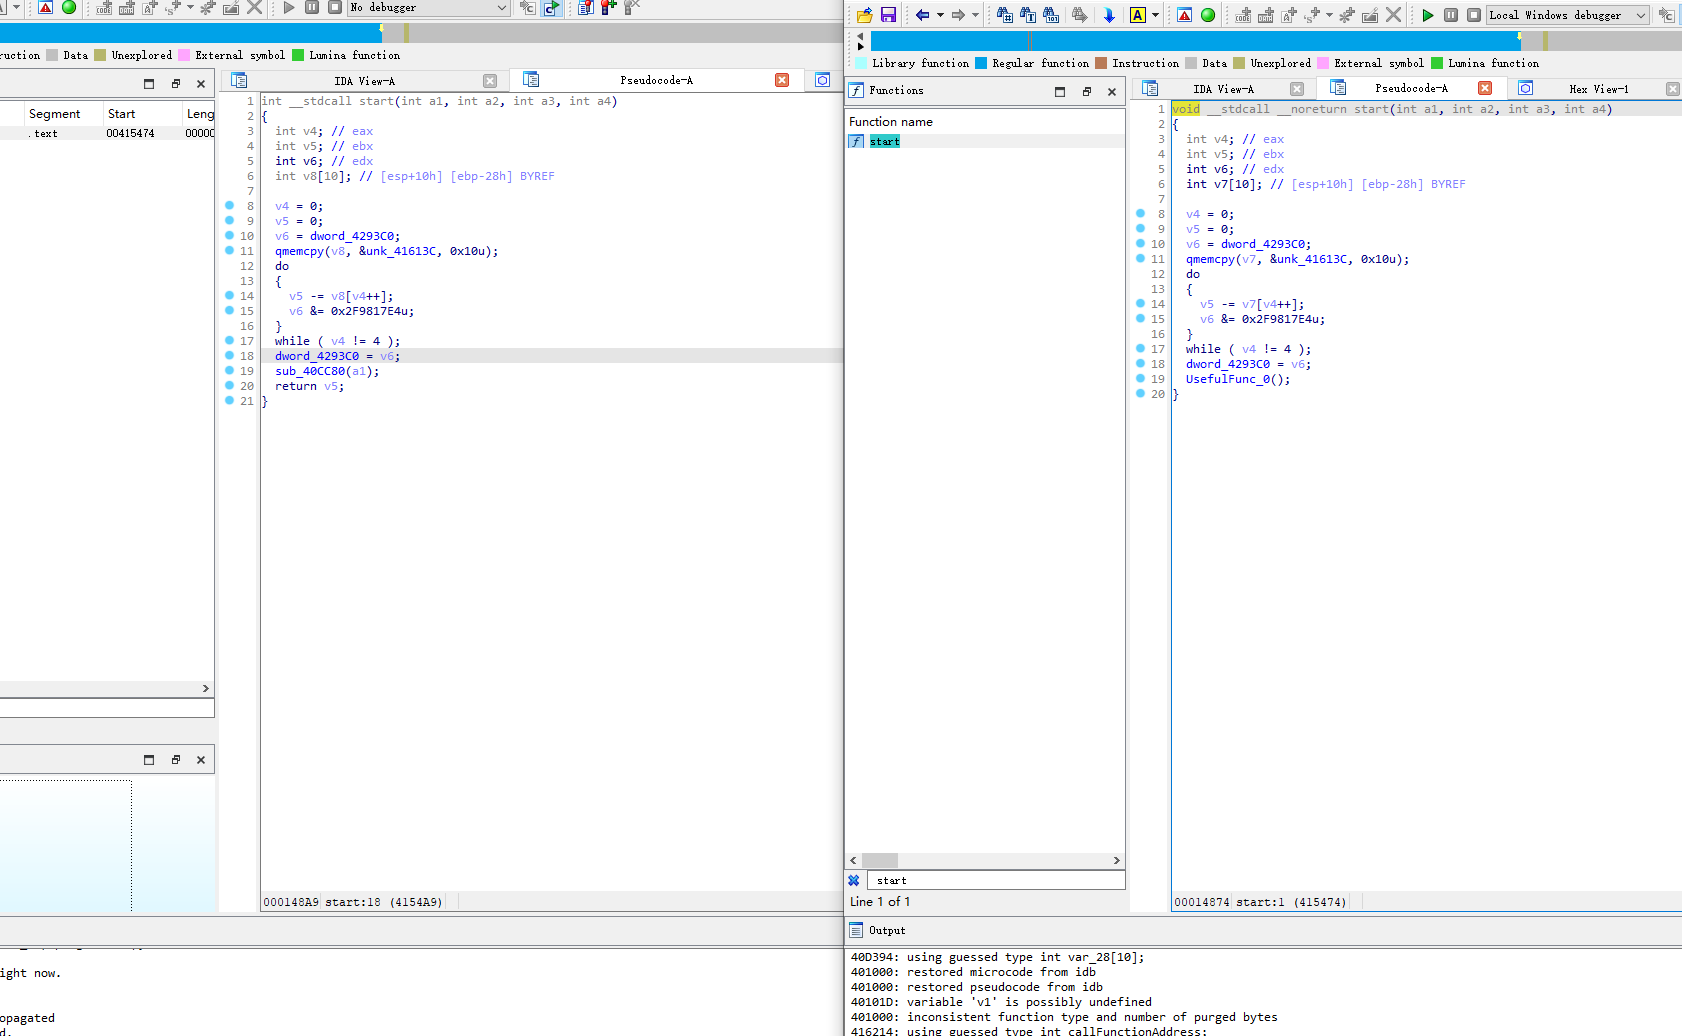 No debugger
ruction Data Unexplored External symbol Lumina function
Segment Start Leng
.text 00415474 0000C
IDA View-A Pseudocode-A
1 int __stdcall start(int a1, int a2, int a3, int a4)
2 {
3 int v4; // eax
4 int v5; // ebx
5 int v6; // edx
6 int v8[10]; // [esp+10h] [ebp-28h] BYREF
7
8 v4 = 0;
9 v5 = 0;
10 v6 = dword_4293C0;
11 qmemcpy(v8, &unk_41613C, 0x10u);
12 do
13 {
14 v5 -= v8[v4++];
15 v6 &= 0x2F9817E4u;
16 }
17 while ( v4 != 4 );
18 dword_4293C0 = v6;
19 sub_40CC80(a1);
20 return v5;
21 }
000148A9 start:18 (4154A9)
ight now.
opagated
d.
Local Windows debugger
Library function Regular function Instruction Data Unexplored External symbol Lumina function
Functions
Function name
f start
start
Line 1 of 1
IDA View-A Pseudocode-A Hex View-1
1 void __stdcall __noreturn start(int a1, int a2, int a3, int a4)
2 {
3 int v4; // eax
4 int v5; // ebx
5 int v6; // edx
6 int v7[10]; // [esp+10h] [ebp-28h] BYREF
7
8 v4 = 0;
9 v5 = 0;
10 v6 = dword_4293C0;
11 qmemcpy(v7, &unk_41613C, 0x10u);
12 do
13 {
14 v5 -= v7[v4++];
15 v6 &= 0x2F9817E4u;
16 }
17 while ( v4 != 4 );
18 dword_4293C0 = v6;
19 UsefulFunc_0();
20 }
00014874 start:1 (415474)
Output
40D394: using guessed type int var_28[10];
401000: restored microcode from idb
401000: restored pseudocode from idb
40101D: variable 'v1' is possibly undefined
401000: inconsistent function type and number of purged bytes
416214: using guessed type int callFunctionAddress;